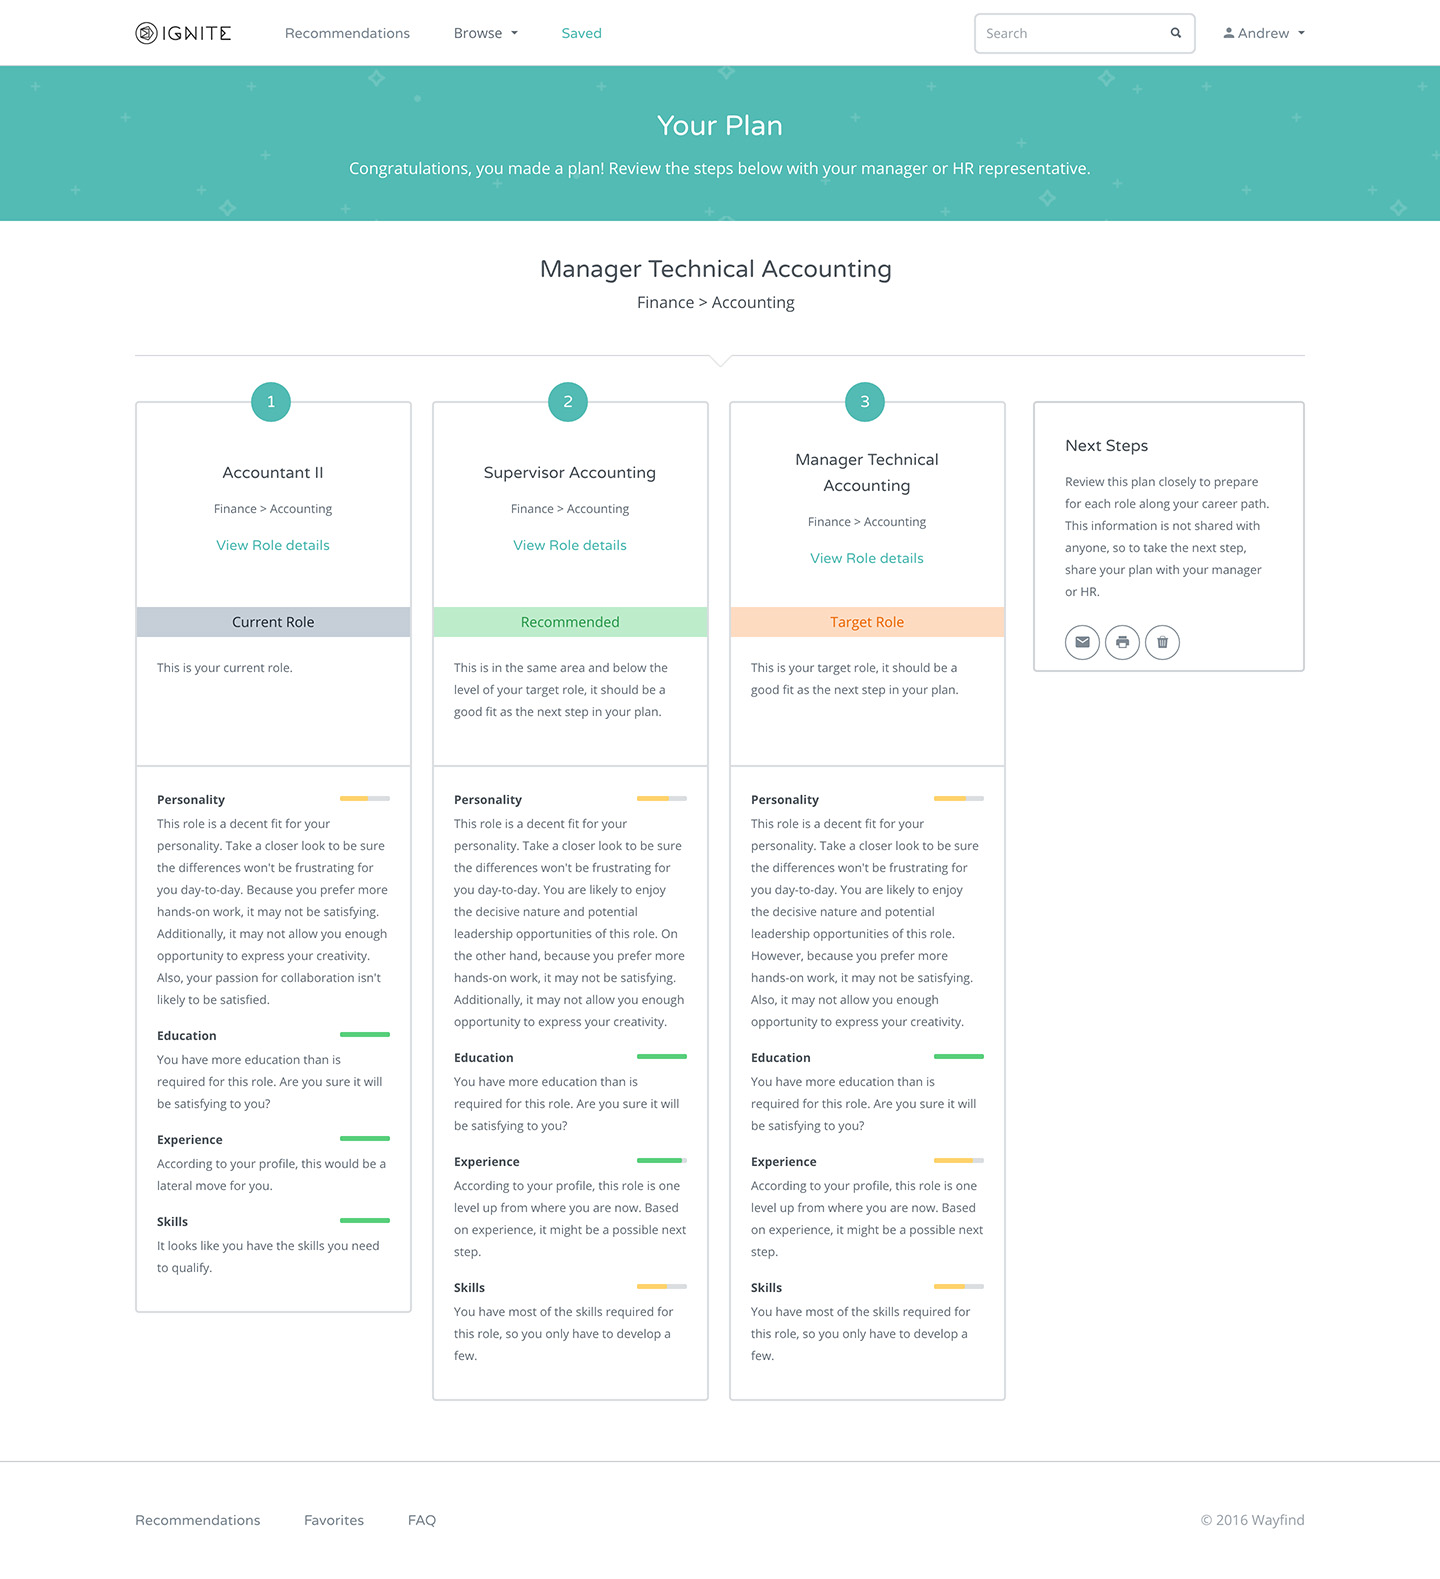 IGNITE
Recommendations
Browse
Saved
Search
Andrew
Your Plan
Congratulations, you made a plan! Review the steps below with your manager or HR representative.
Manager Technical Accounting
Finance > Accounting
1
Accountant II
Finance > Accounting
View Role details
Current Role
This is your current role.
Personality
This role is a decent fit for your
personality. Take a closer look to be sure
the differences won't be frustrating for
you day-to-day. Because you prefer more
hands-on work, it may not be satisfying.
Additionally, it may not allow you enough
opportunity to express your creativity.
Also, your passion for collaboration isn't
likely to be satisfied.
Education
You have more education than is
required for this role. Are you sure it will
be satisfying to you?
Experience
According to your profile, this would be a
lateral move for you.
Skills
It looks like you have the skills you need
to qualify.
2
Supervisor Accounting
Finance > Accounting
View Role details
Recommended
This is in the same area and below the
level of your target role, it should be a
good fit as the next step in your plan.
Personality
This role is a decent fit for your
personality. Take a closer look to be sure
the differences won't be frustrating for
you day-to-day. You are likely to enjoy
the decisive nature and potential
leadership opportunities of this role. On
the other hand, because you prefer more
hands-on work, it may not be satisfying.
Additionally, it may not allow you enough
opportunity to express your creativity.
Education
You have more education than is
required for this role. Are you sure it will
be satisfying to you?
Experience
According to your profile, this role is one
level up from where you are now. Based
on experience, it might be a possible next
step.
Skills
You have most of the skills required for
this role, so you only have to develop a
few.
3
Manager Technical
Accounting
Finance > Accounting
View Role details
Target Role
This is your target role, it should be a
good fit as the next step in your plan.
Personality
This role is a decent fit for your
personality. Take a closer look to be sure
the differences won't be frustrating for
you day-to-day. You are likely to enjoy
the decisive nature and potential
leadership opportunities of this role.
However, because you prefer more
hands-on work, it may not be satisfying.
Also, it may not allow you enough
opportunity to express your creativity.
Education
You have more education than is
required for this role. Are you sure it will
be satisfying to you?
Experience
According to your profile, this role is one
level up from where you are now. Based
on experience, it might be a possible next
step.
Skills
You have most of the skills required for
this role, so you only have to develop a
few.
Next Steps
Review this plan closely to prepare
for each role along your career path.
This information is not shared with
anyone, so to take the next step,
share your plan with your manager
or HR.
Recommendations
Favorites
FAQ
© 2016 Wayfind